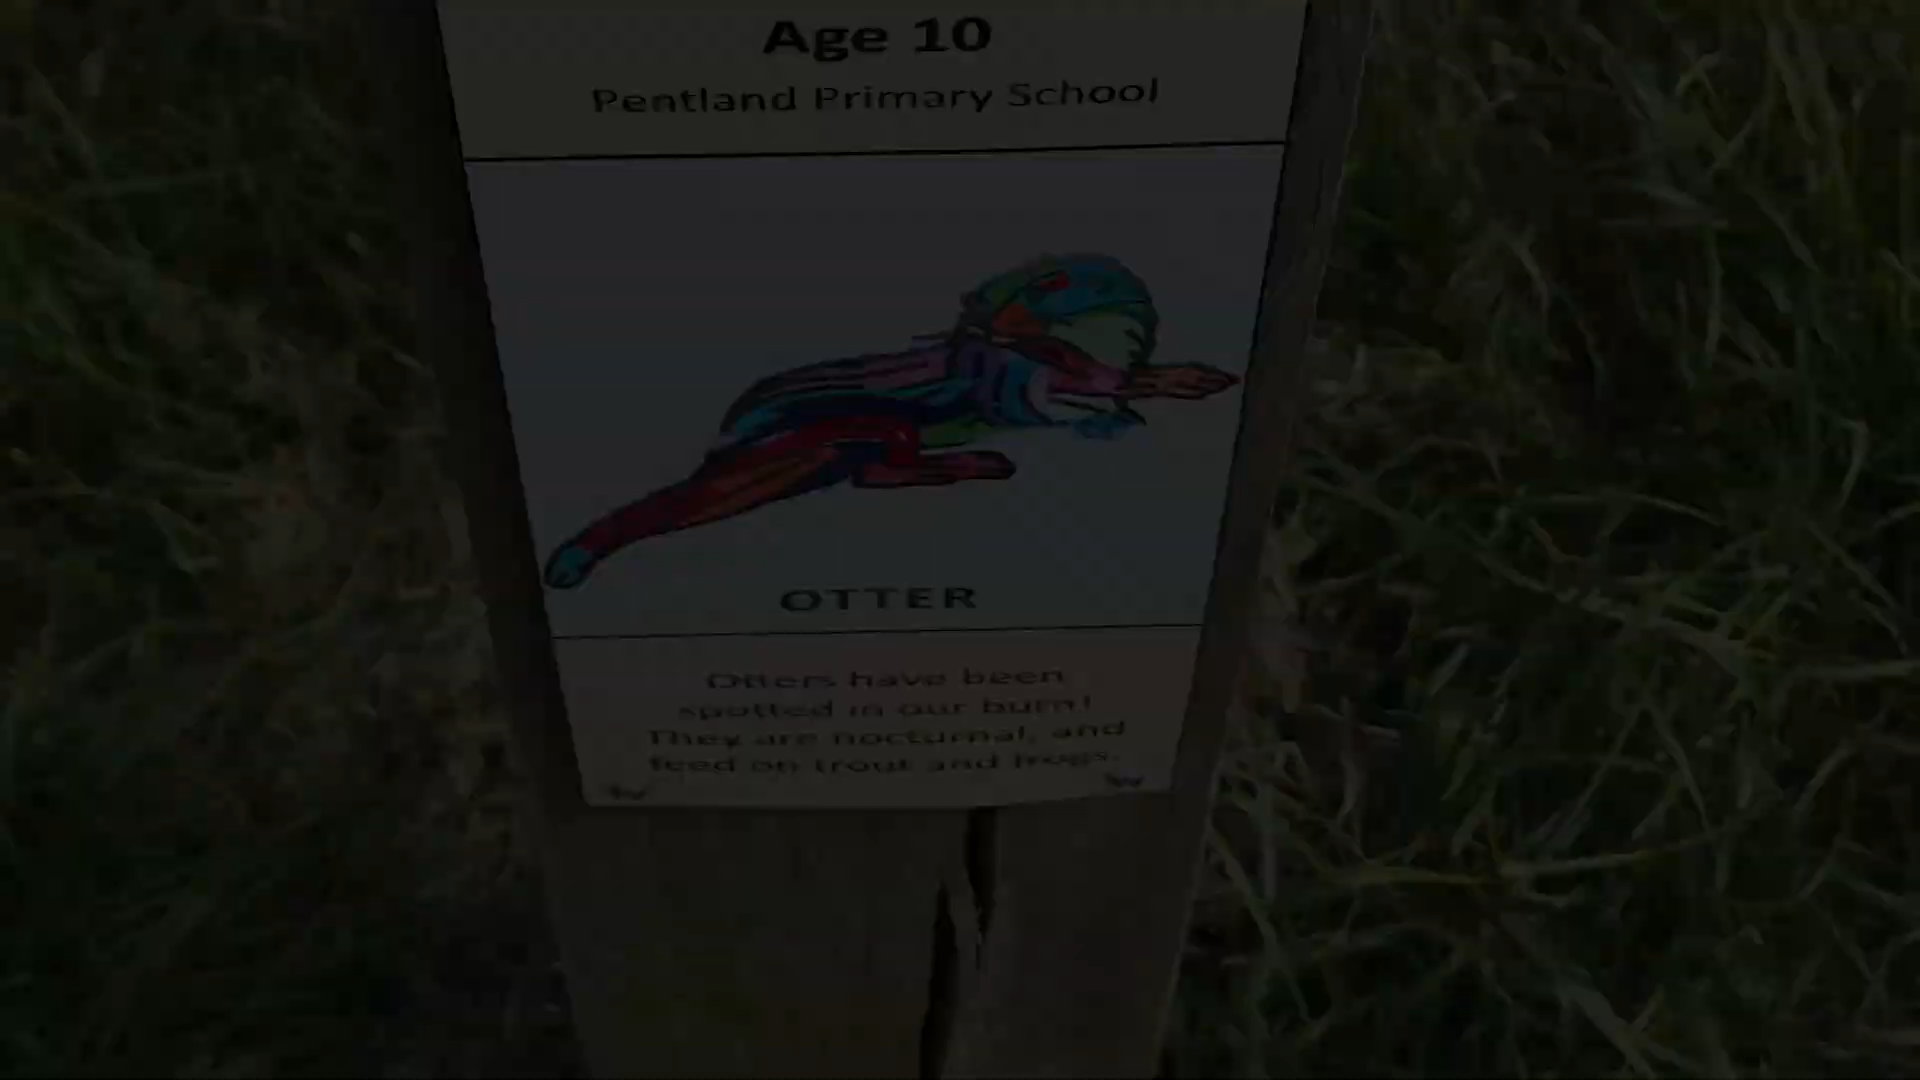 Age 10
Pentland Primary School
OTTER
Otters have been
spotted in our burn!
They are nocturnal, and
feed on trout and frogs.